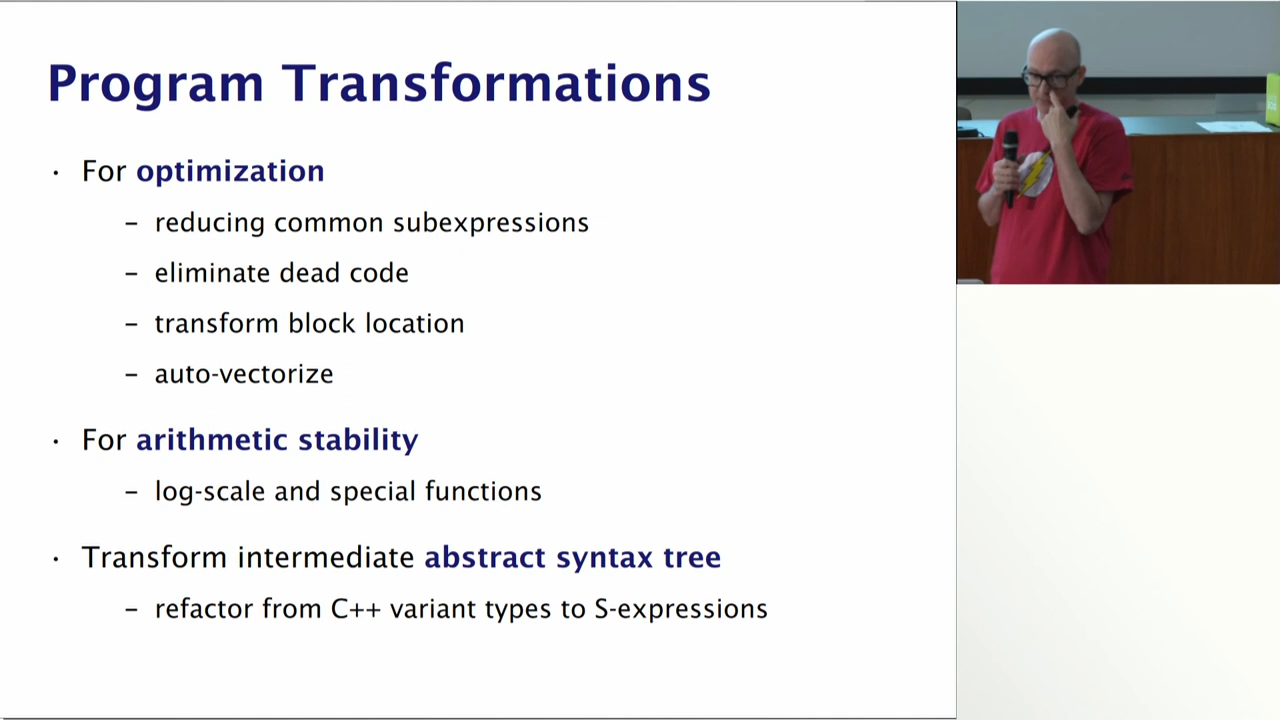 Program Transformations
· For optimization
– reducing common subexpressions
– eliminate dead code
– transform block location
– auto-vectorize
· For arithmetic stability
– log-scale and special functions
· Transform intermediate abstract syntax tree
– refactor from C++ variant types to S-expressions